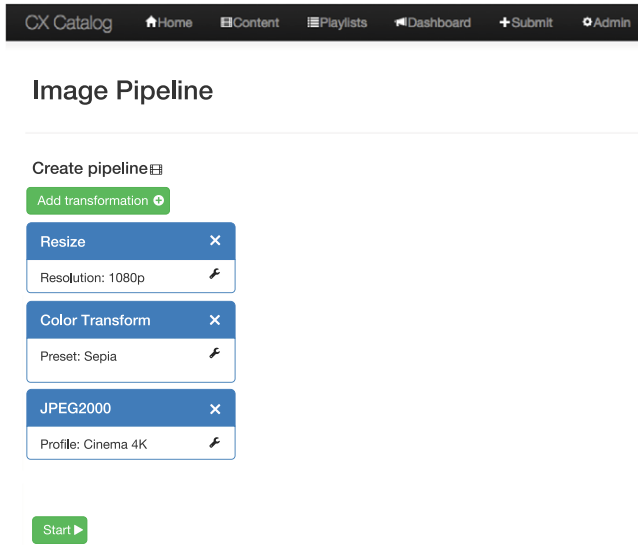 CX Catalog Home Content Playlists Dashboard Submit Admin
Image Pipeline
Create pipeline
Add transformation
Resize
Resolution: 1080p
Color Transform
Preset: Sepia
JPEG2000
Profile: Cinema 4K
Start